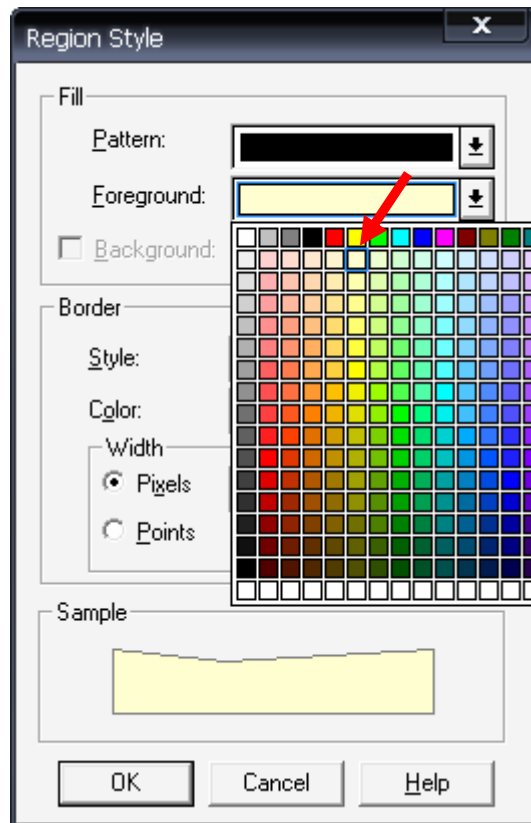 Region Style
X
Fill
Pattern:
Foreground:
Background:
Border
Style:
Color:
Width
Pixels
Points
Sample
OK
Cancel
Help